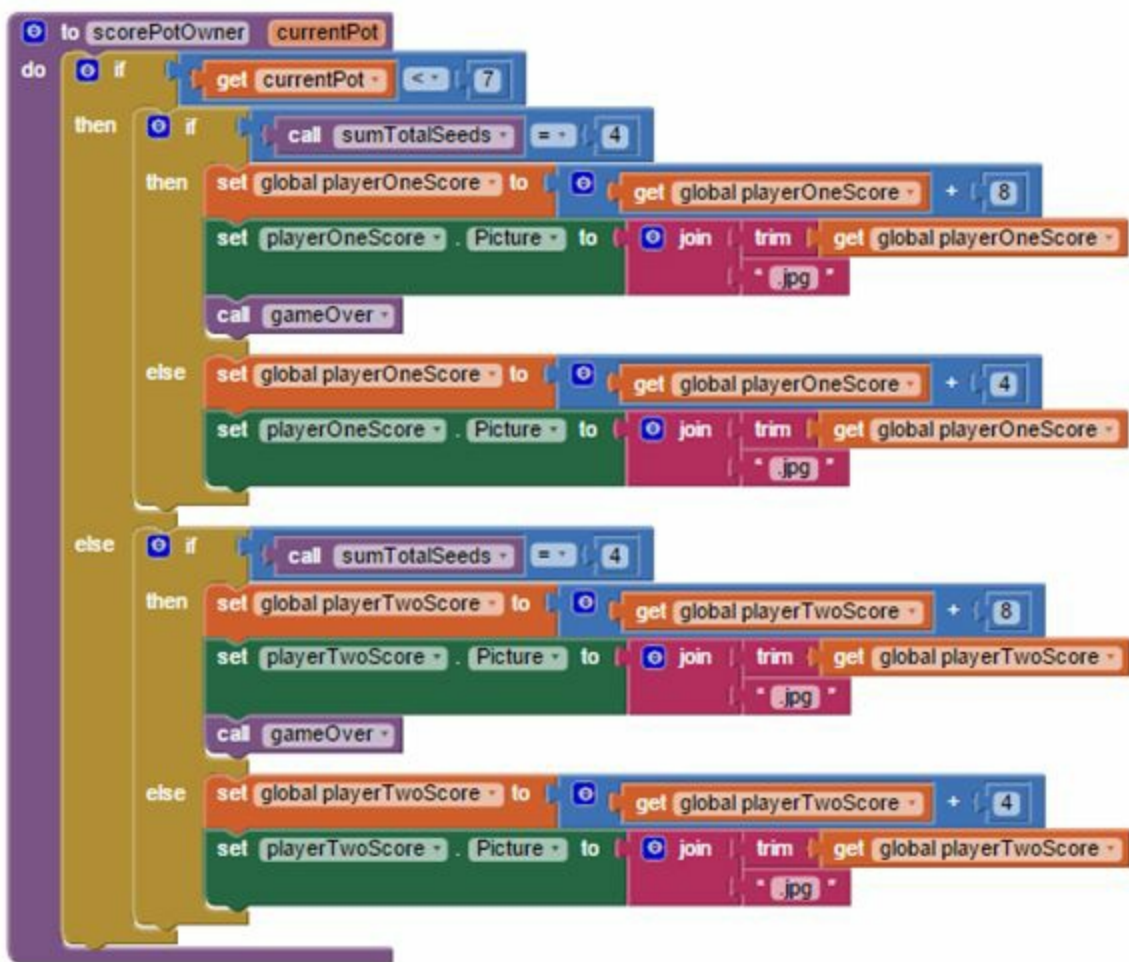 to scorePotOwner currentPot
do if get currentPot < 7
then if call sumTotalSeeds = 4
then set global playerOneScore to get global playerOneScore + 8
set playerOneScore . Picture to join trim get global playerOneScore
" .jpg "
call gameOver
else set global playerOneScore to get global playerOneScore + 4
set playerOneScore . Picture to join trim get global playerOneScore
" .jpg "
else if call sumTotalSeeds = 4
then set global playerTwoScore to get global playerTwoScore + 8
set playerTwoScore . Picture to join trim get global playerTwoScore
" .jpg "
call gameOver
else set global playerTwoScore to get global playerTwoScore + 4
set playerTwoScore . Picture to join trim get global playerTwoScore
" .jpg "